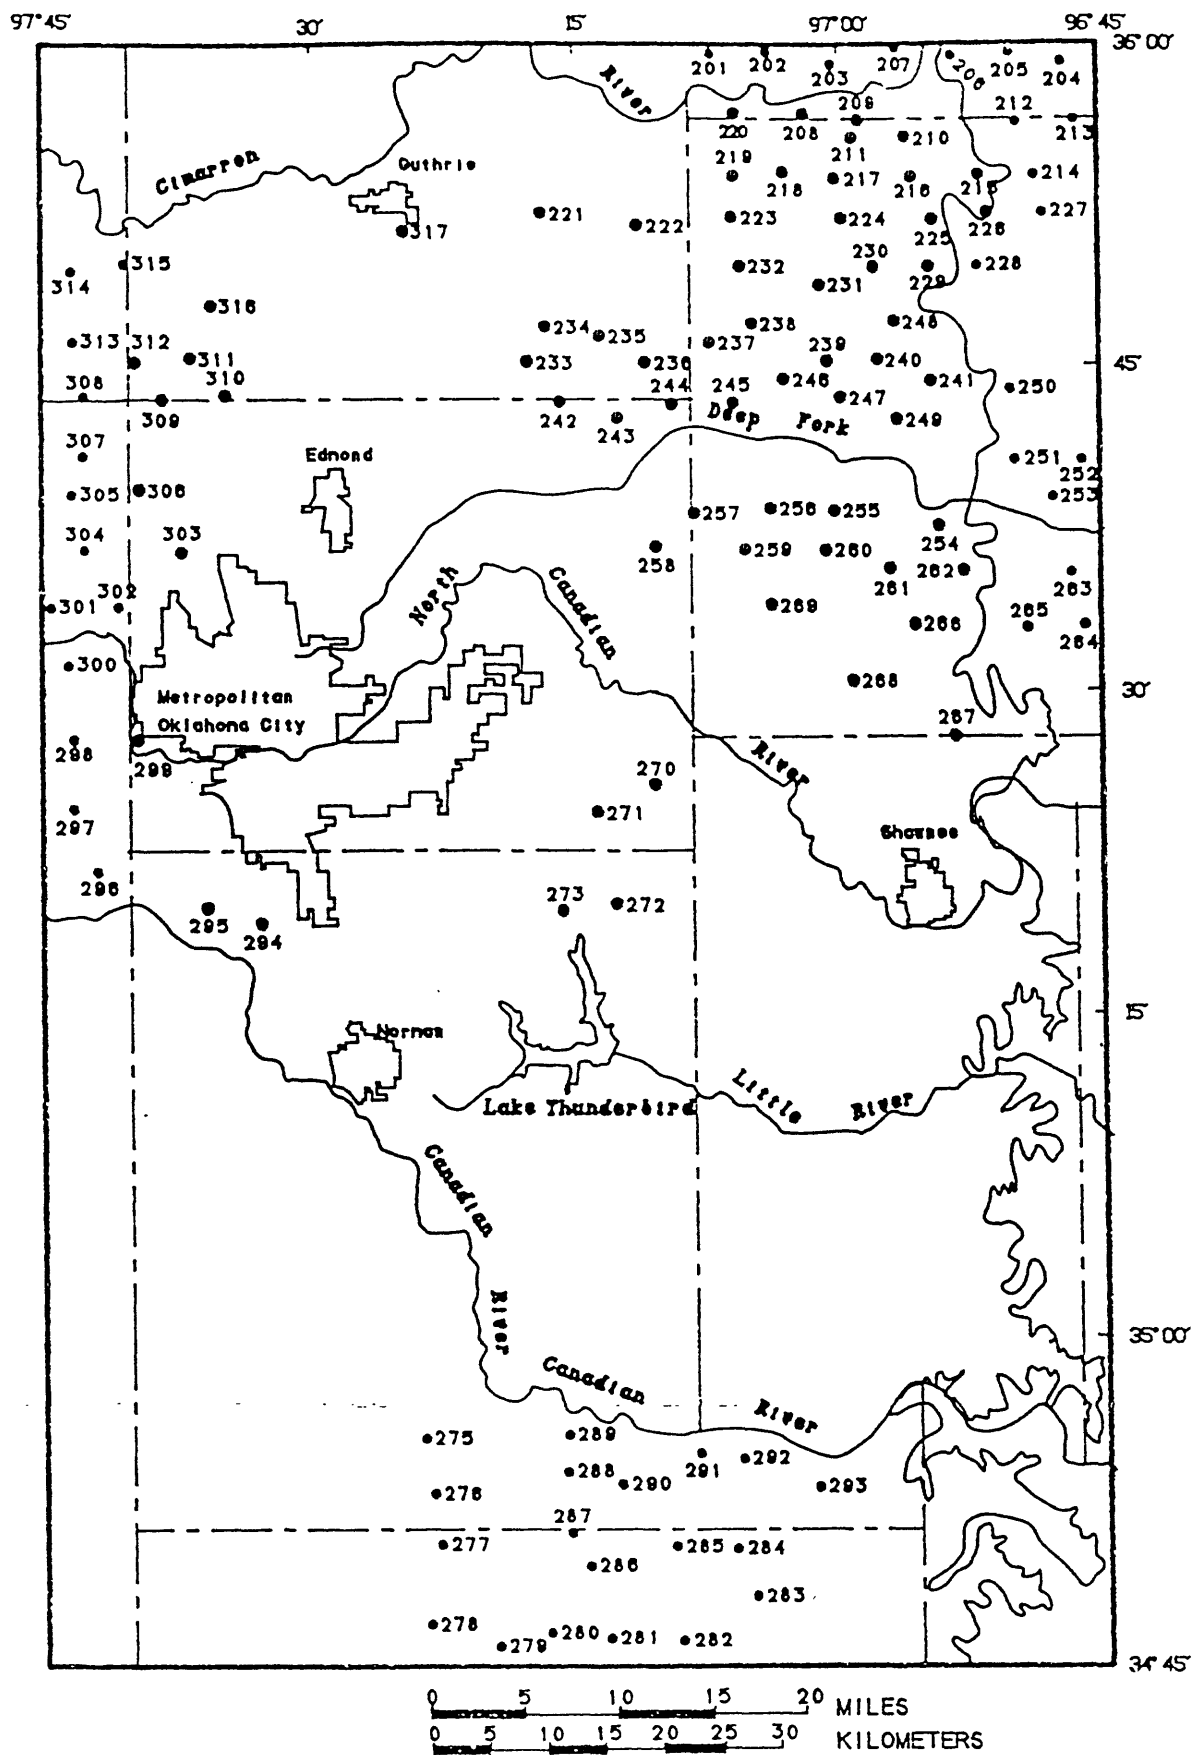 97°45' 30' 15' 97°00' 96°45'
36°00'
River
201 202 203 207 206 205 204
209 212
220 208 210 213
211
219 218 217 216 215 214
Cimarron
Guthrie
221 222 223 224 225 226 227
317
315 232 230 229 228
314 231
316
234 235 238 248
313 312 311 237 239
233 236 240 45'
308 310 244 245 246 241 250
309 242 243 247 249
Deep Fork
307
Edmond
251 252
305 306 253
257 256 255
304 303 254
258 259 260
North Canadian River
261 262 263
301 302 269
266 265 264
300
268 30'
Metropolitan
Oklahoma City
267
298 299
270
297 271
Shawnee
296
273 272
295 294
15'
Norman
Little River
Lake Thunderbird
Canadian River
35°00'
Canadian River
275 289
288 291 292
276 290 293
287
277 285 284
286
283
278 280 281 282
279
34°45'
0 5 10 15 20 MILES
0 5 10 15 20 25 30 KILOMETERS